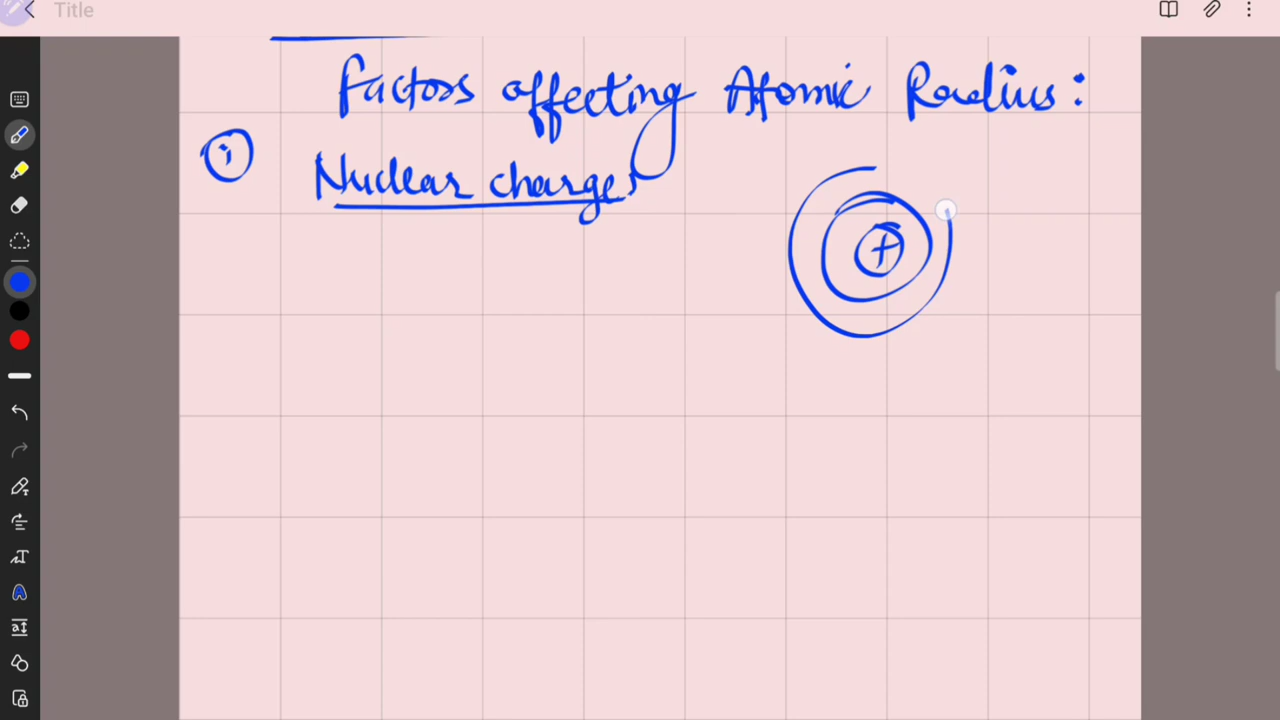 Title
Factors affecting Atomic Radius:
i Nuclear charge,
+